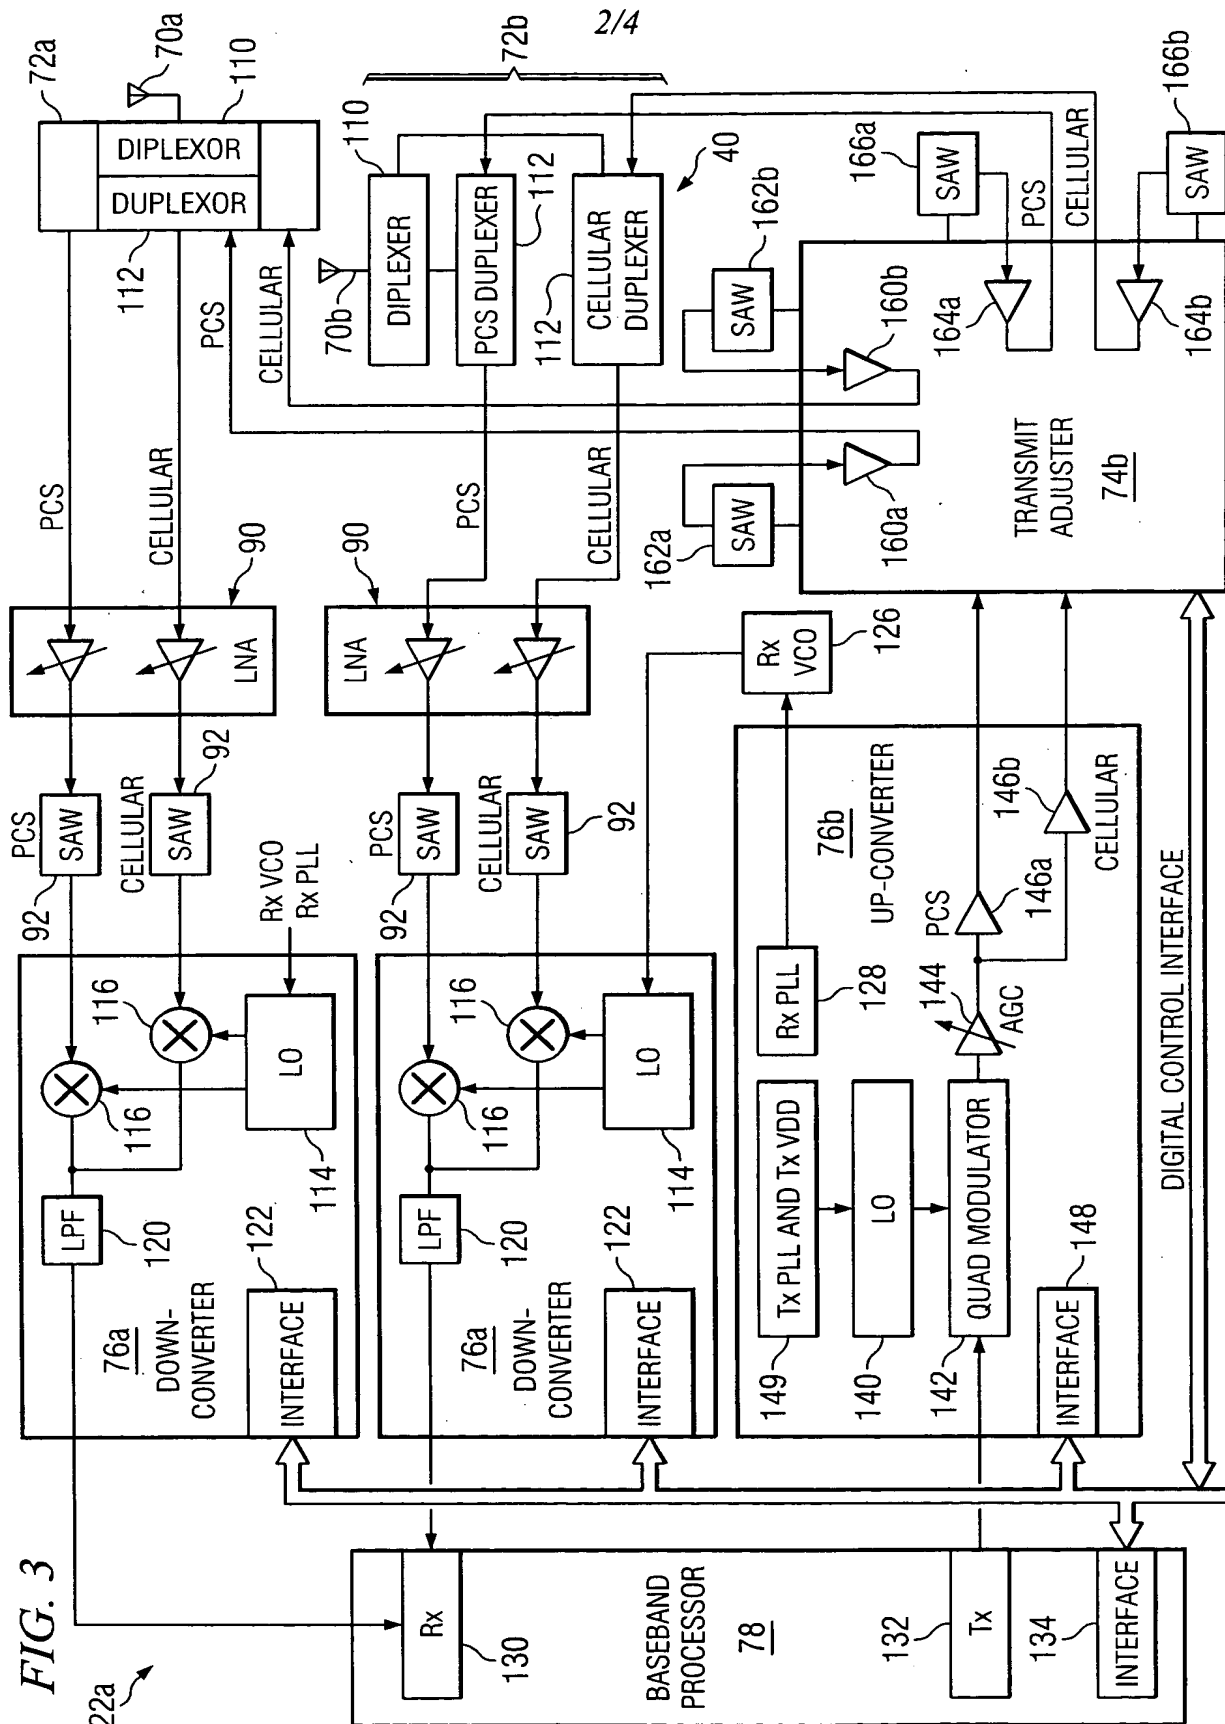 2/4
FIG. 3
22a
72a
70a
110
DIPLEXOR
DUPLEXOR
112
PCS
CELLULAR
PCS
CELLULAR
90
LNA
PCS
SAW
92
CELLULAR
SAW
92
Rx VCO
Rx PLL
116
116
LO
114
LPF
120
76a
DOWN-
CONVERTER
122
INTERFACE
72b
110
70b
DIPLEXER
PCS DUPLEXER
112
CELLULAR
DUPLEXER
112
40
PCS
CELLULAR
90
LNA
PCS
SAW
92
CELLULAR
SAW
92
116
116
LO
114
LPF
120
76a
DOWN-
CONVERTER
122
INTERFACE
Rx
VCO
126
Rx PLL
128
76b
UP-CONVERTER
Tx PLL AND Tx VDD
149
LO
140
QUAD MODULATOR
142
144
AGC
PCS
146a
146b
CELLULAR
148
INTERFACE
SAW
162a
160a
SAW
162b
160b
SAW
166a
PCS
164a
CELLULAR
SAW
166b
164b
TRANSMIT
ADJUSTER
74b
DIGITAL CONTROL INTERFACE
BASEBAND
PROCESSOR
78
Rx
130
Tx
132
INTERFACE
134